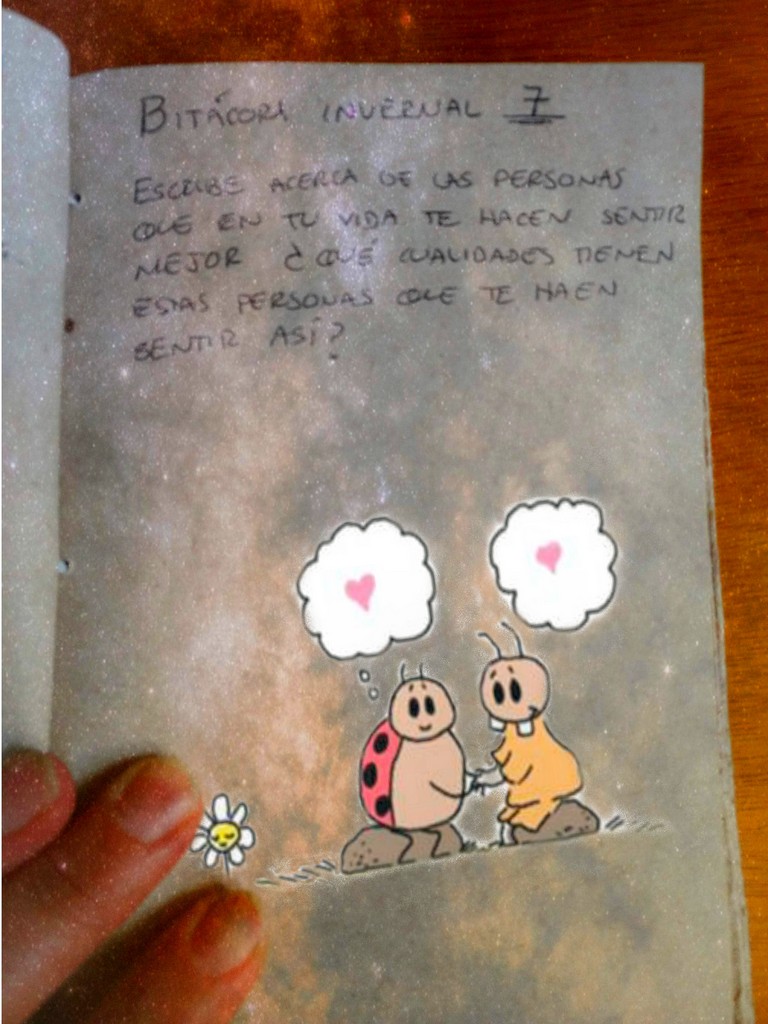 BITÁCORA INVERNAL 7
ESCRIBE ACERCA DE LAS PERSONAS
QUE EN TU VIDA TE HACEN SENTIR
MEJOR ¿QUÉ CUALIDADES TIENEN
ESTAS PERSONAS QUE TE HAEN
SENTIR ASÍ?